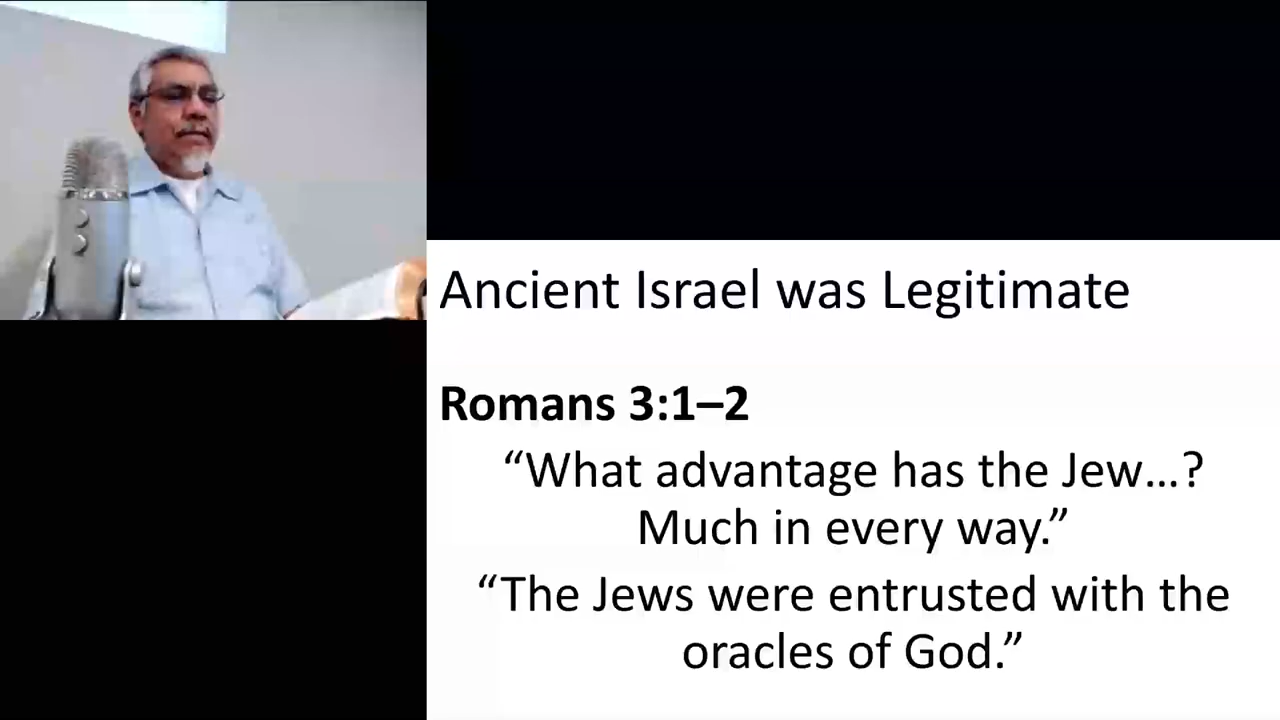 Ancient Israel was Legitimate
Romans 3:1–2
“What advantage has the Jew…?
Much in every way.”
“The Jews were entrusted with the
oracles of God.”